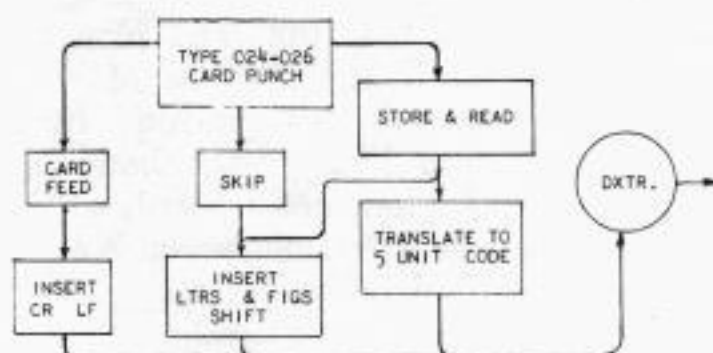 TYPE 024-026
CARD PUNCH
STORE & READ
CARD
FEED
SKIP
DXTR.
TRANSLATE TO
5 UNIT CODE
INSERT
CR LF
INSERT
LTRS & FIGS
SHIFT